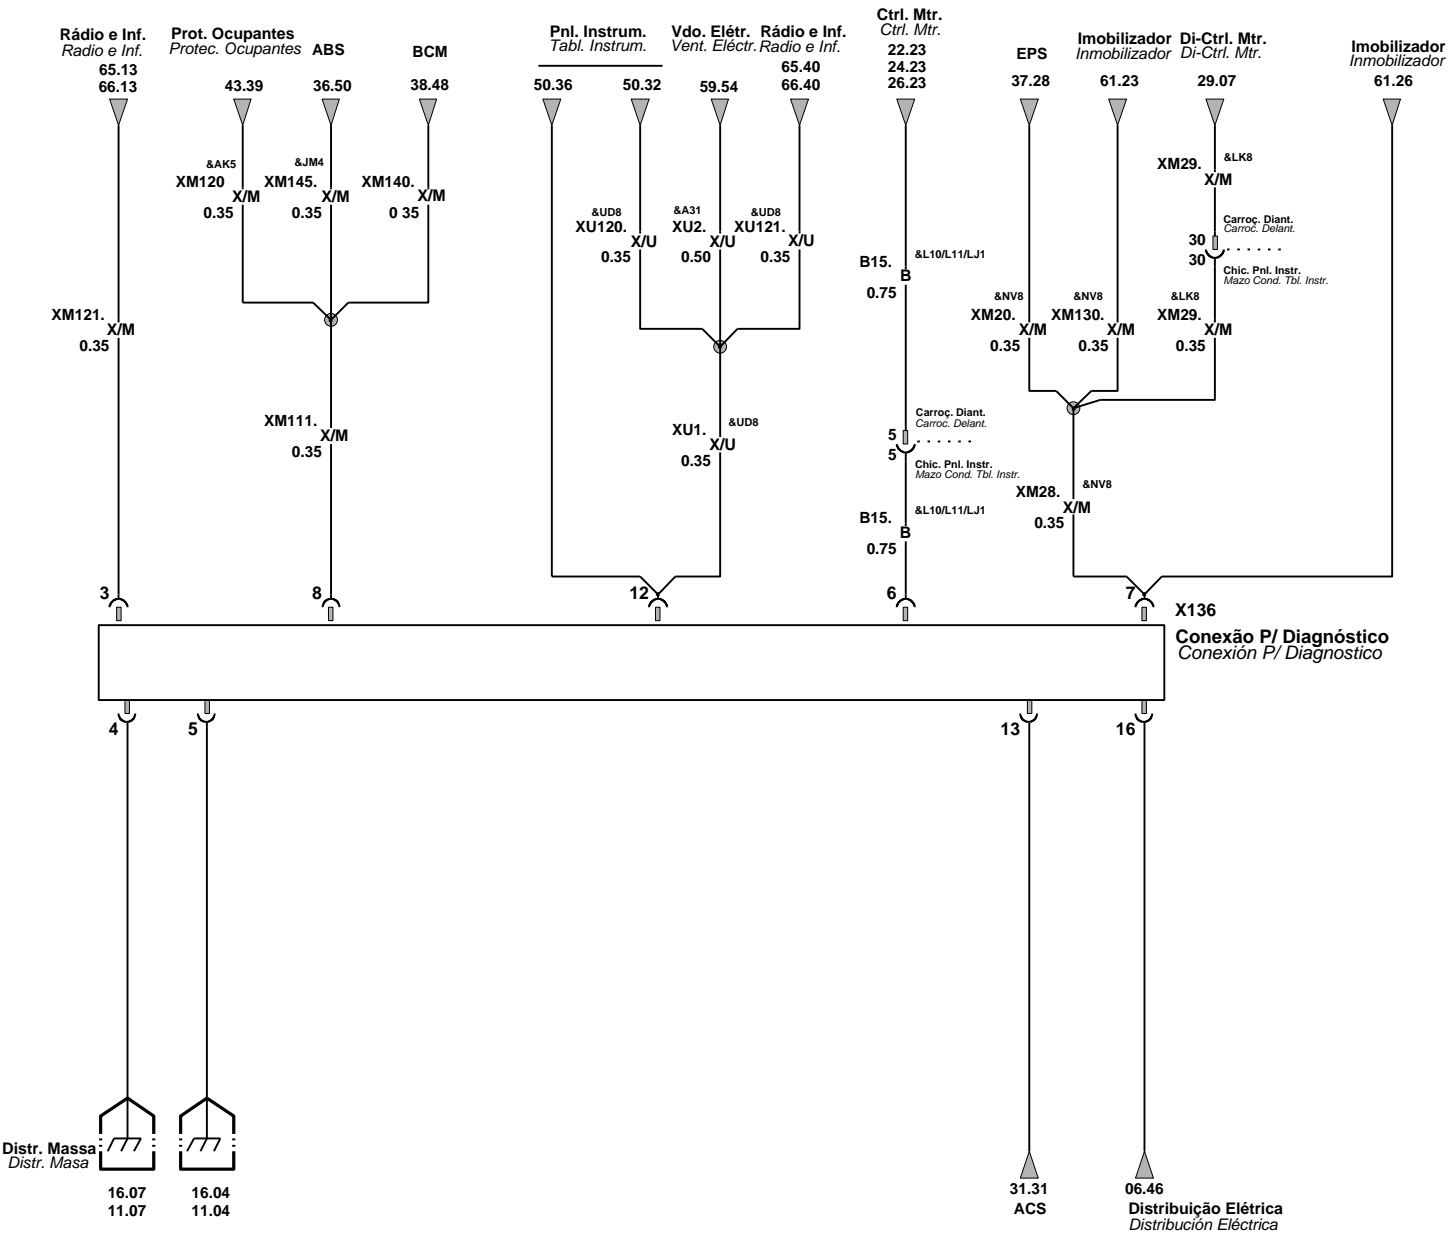 Rádio e Inf.
Radio e Inf.
65.13
66.13
Prot. Ocupantes
Protec. Ocupantes
43.39
ABS
36.50
BCM
38.48
Pnl. Instrum.
Tabl. Instrum.
50.36
50.32
Vdo. Elétr.
Vent. Eléctr.
59.54
Rádio e Inf.
Radio e Inf.
65.40
66.40
Ctrl. Mtr.
Ctrl. Mtr.
22.23
24.23
26.23
EPS
37.28
Imobilizador
Inmobilizador
61.23
Di-Ctrl. Mtr.
Di-Ctrl. Mtr.
29.07
Imobilizador
Inmobilizador
61.26
&AK5
XM120
X/M
0.35
&JM4
XM145.
X/M
0.35
XM140.
X/M
0 35
&UD8
XU120.
X/U
0.35
&A31
XU2.
X/U
0.50
&UD8
XU121.
X/U
0.35
&L10/L11/LJ1
B15.
B
0.75
&LK8
XM29.
X/M
Carroç. Diant.
Carroc. Delant.
30
30
Chic. Pnl. Instr.
Mazo Cond. Tbl. Instr.
XM121.
X/M
0.35
&NV8
XM20.
X/M
0.35
&NV8
XM130.
X/M
0.35
&LK8
XM29.
X/M
0.35
XM111.
X/M
0.35
&UD8
XU1.
X/U
0.35
Carroç. Diant.
Carroc. Delant.
5
5
Chic. Pnl. Instr.
Mazo Cond. Tbl. Instr.
&L10/L11/LJ1
B15.
B
0.75
&NV8
XM28.
X/M
0.35
3
8
12
6
7
X136
Conexão P/ Diagnóstico
Conexión P/ Diagnostico
4
5
13
16
Distr. Massa
Distr. Masa
16.07
11.07
16.04
11.04
31.31
ACS
06.46
Distribuição Elétrica
Distribución Eléctrica